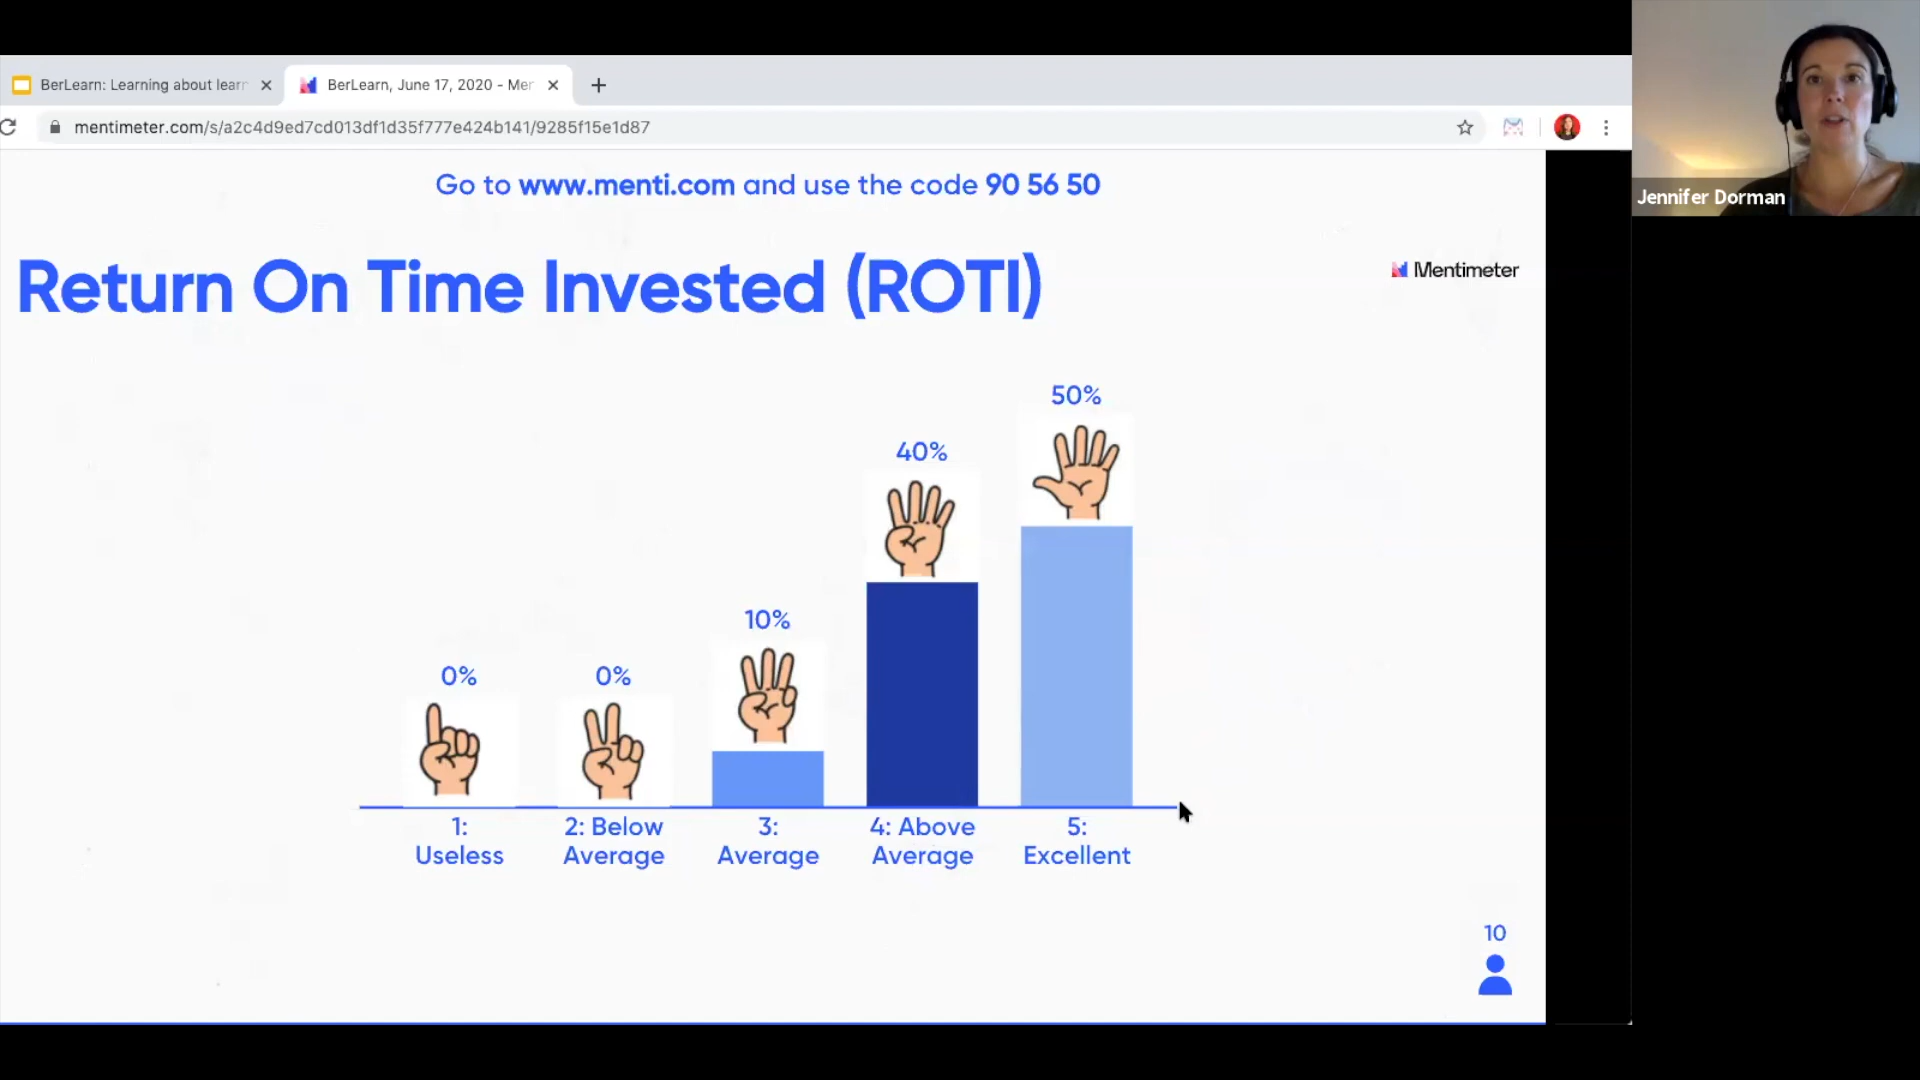 BerLearn: Learning about learn
BerLearn, June 17, 2020 - Men
mentimeter.com/s/a2c4d9ed7cd013df1d35f777e424b141/9285f15e1d87
Jennifer Dorman
Go to www.menti.com and use the code 90 56 50
Return On Time Invested (ROTI)
Mentimeter
0%
0%
10%
40%
50%
1:
Useless
2: Below
Average
3:
Average
4: Above
Average
5:
Excellent
10